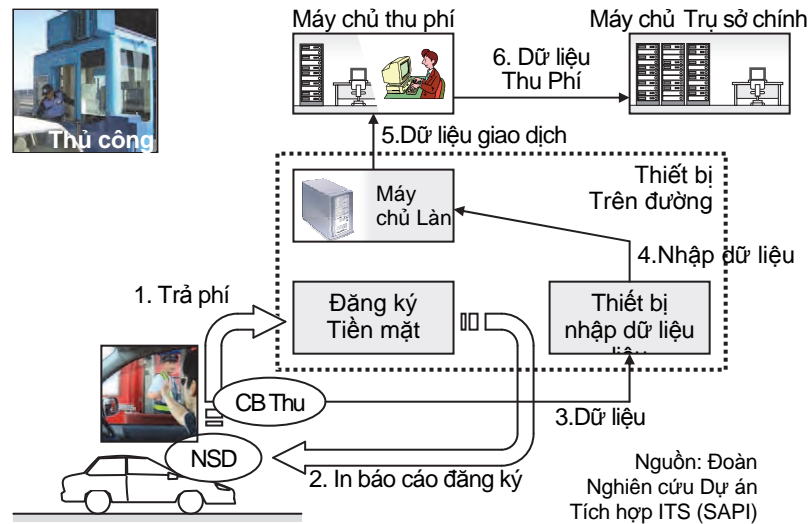 Máy chủ thu phí
Máy chủ Trụ sở chính
6. Dữ liệu
Thu Phí
Thủ công
5.Dữ liệu giao dịch
Thiết bị
Trên đường
Máy
chủ Làn
4.Nhập dữ liệu
1. Trả phí
Đăng ký
Tiền mặt
Thiết bị
nhập dữ liệu
liệu
CB Thu
3.Dữ liệu
NSD
2. In báo cáo đăng ký
Nguồn: Đoàn
Nghiên cứu Dự án
Tích hợp ITS (SAPI)